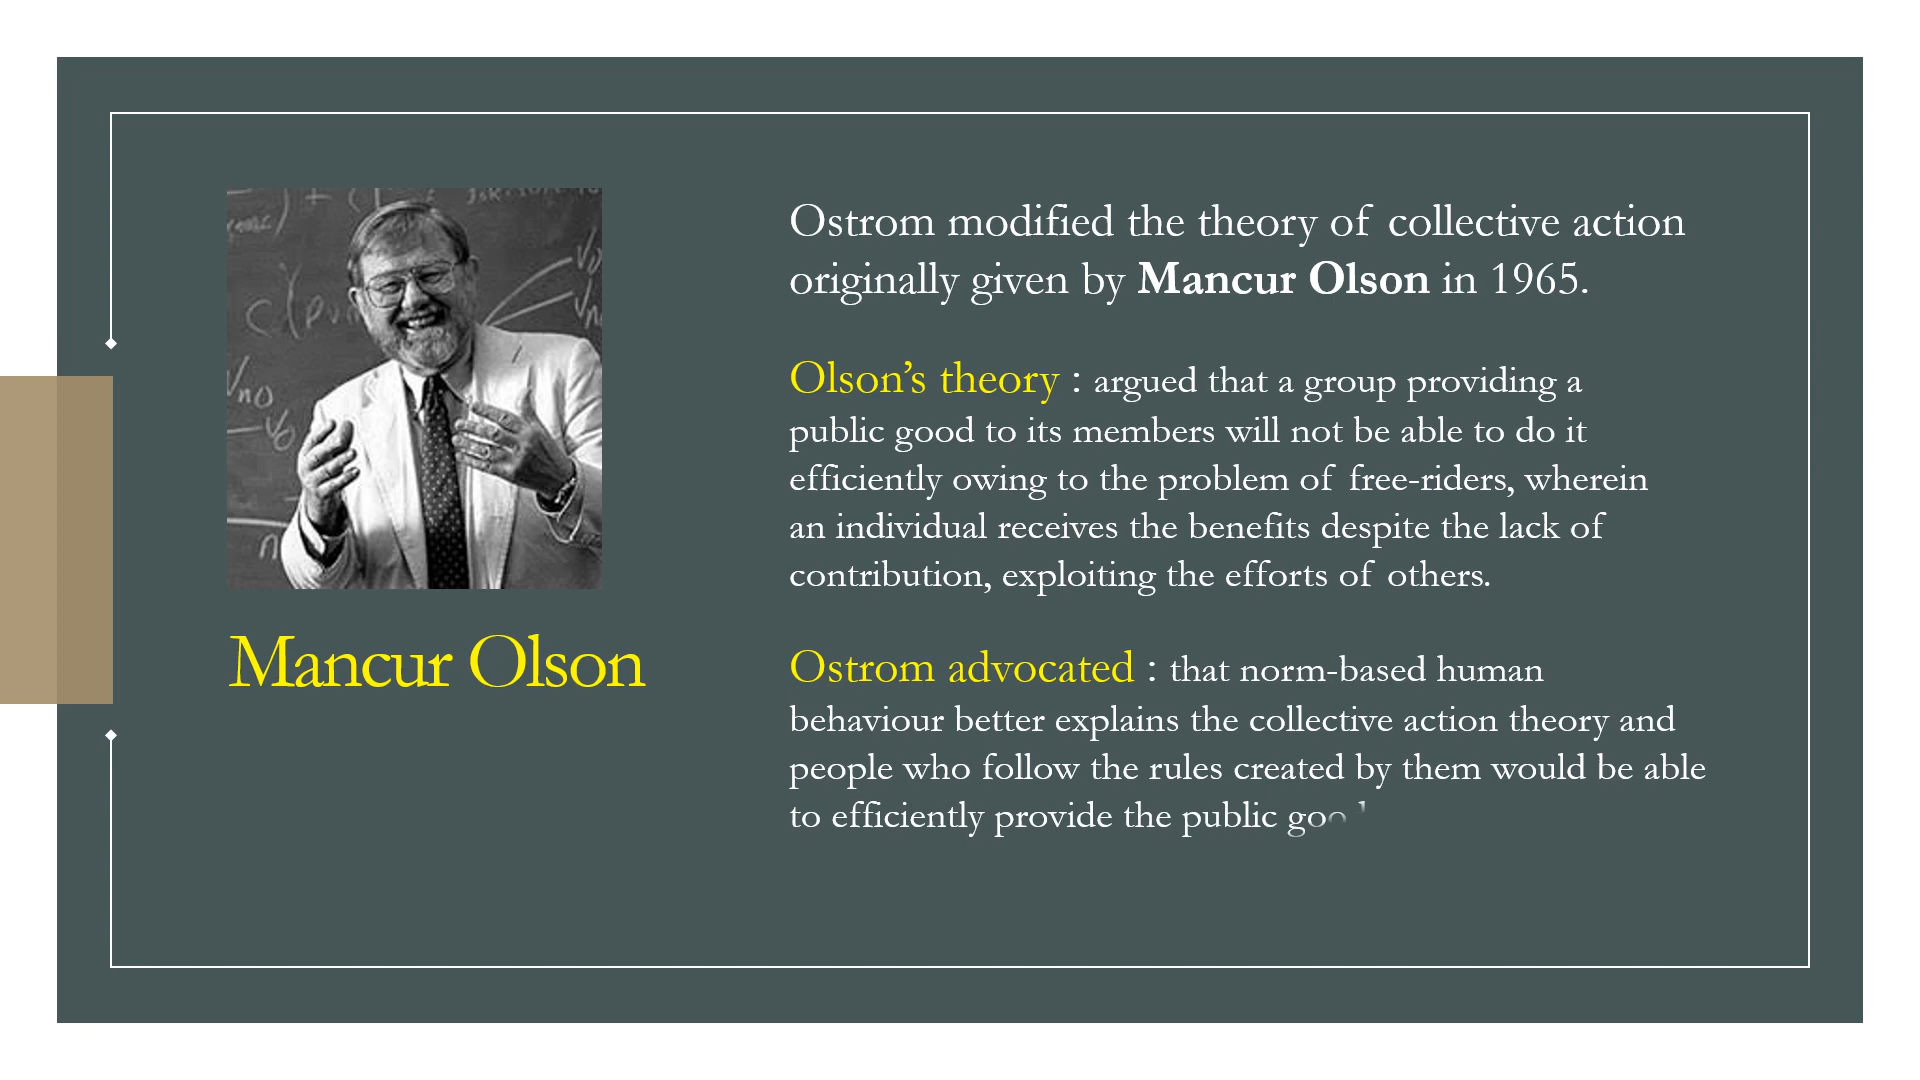 Ostrom modified the theory of collective action
originally given by Mancur Olson in 1965.
Olson's theory : argued that a group providing a
public good to its members will not be able to do it
efficiently owing to the problem of free-riders, wherein
an individual receives the benefits despite the lack of
contribution, exploiting the efforts of others.
Mancur Olson
Ostrom advocated : that norm-based human
behaviour better explains the collective action theory and
people who follow the rules created by them would be able
to efficiently provide the public